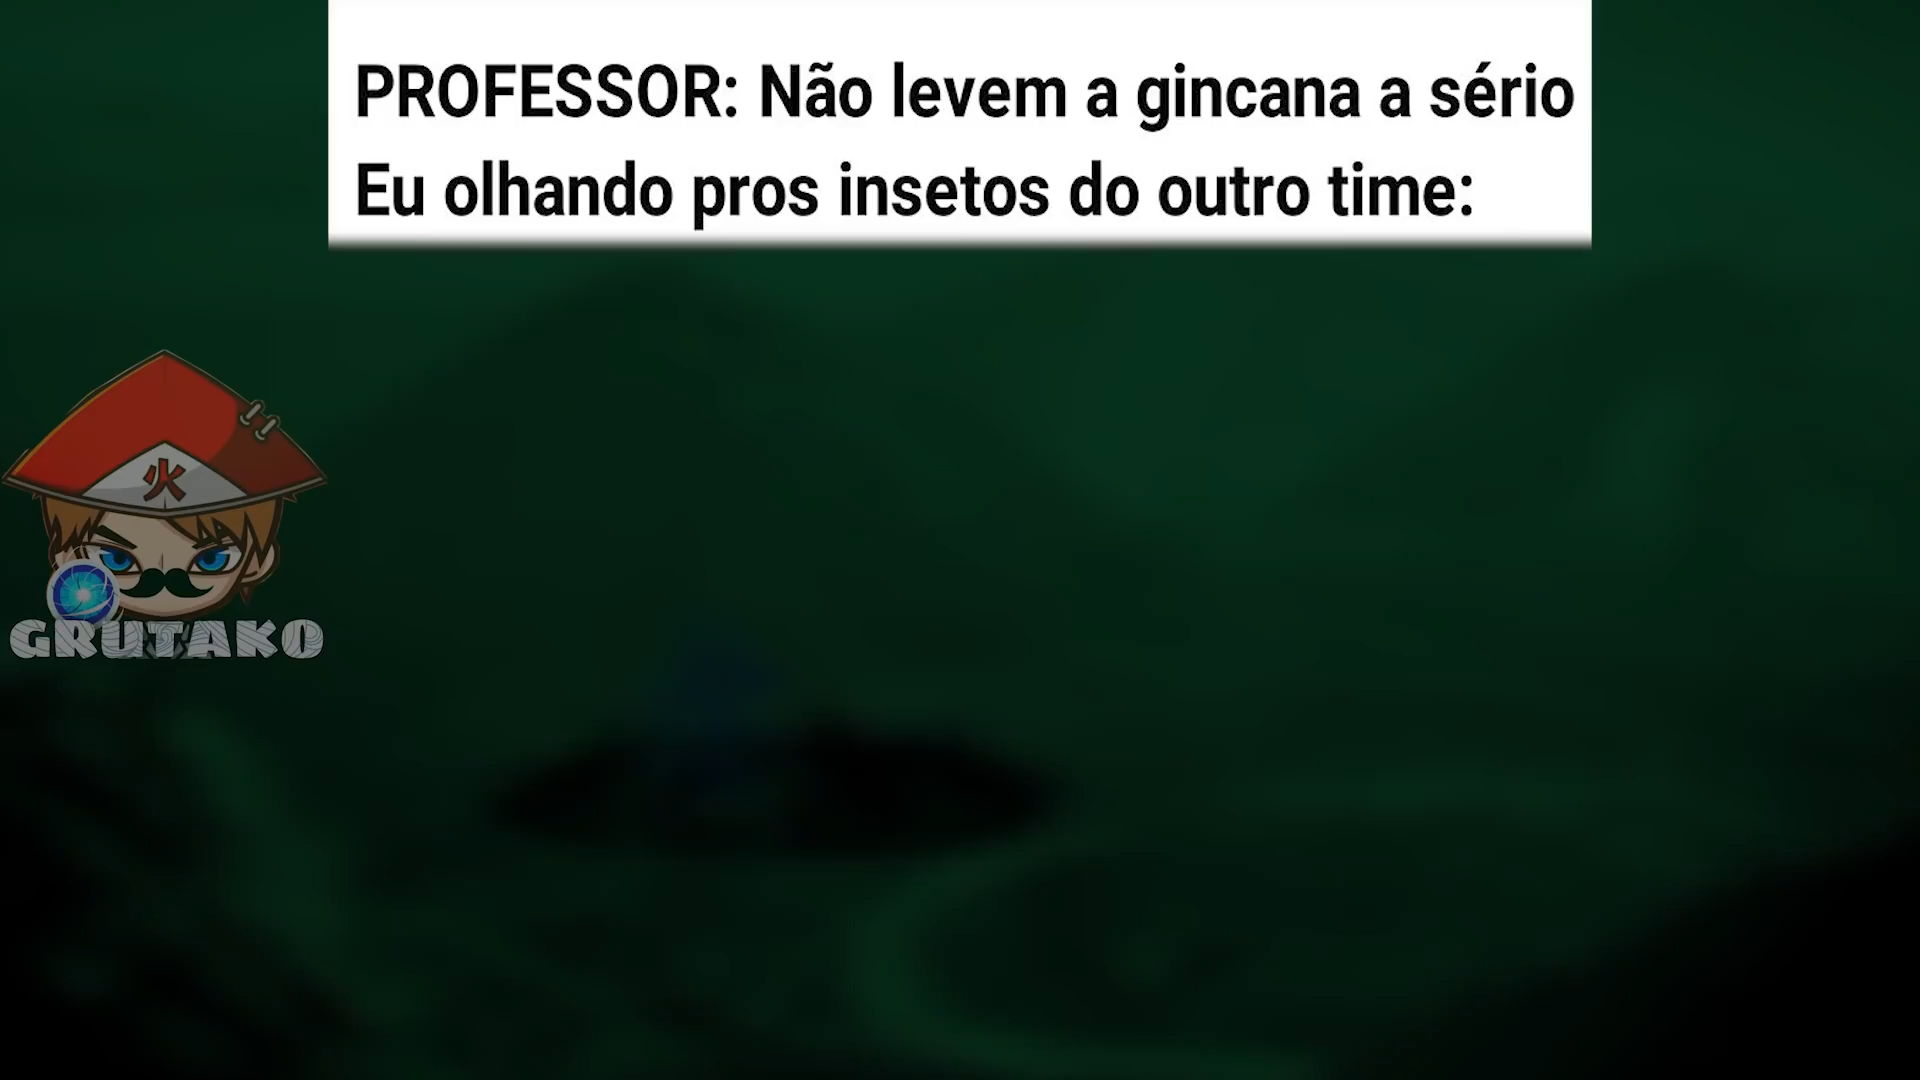 PROFESSOR: Não levem a gincana a sério
Eu olhando pros insetos do outro time:
火
GRUTAKO